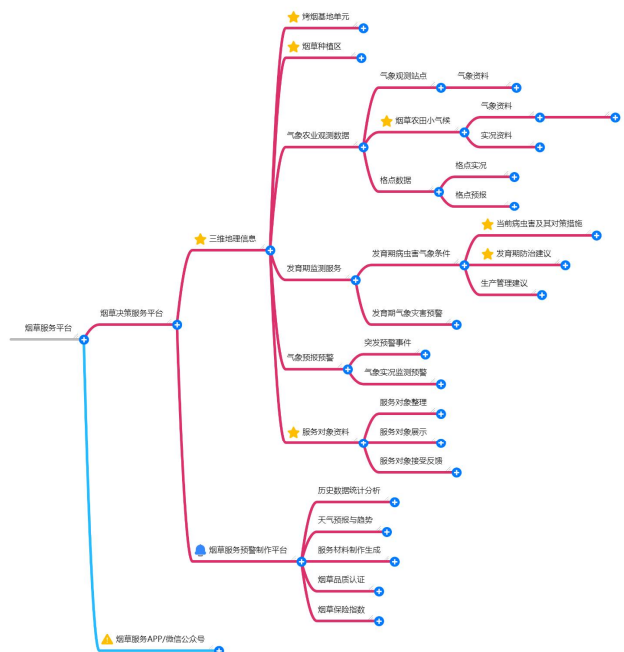 烤烟基地单元
烟草种植区
气象观测站点
气象资料
气象农业观测数据
烟草农田小气候
气象资料
实况资料
格点数据
格点实况
格点预报
三维地理信息
发育期监测服务
发育期病虫害气象条件
当前病虫害及其对策措施
发育期防治建议
生产管理建议
发育期气象灾害预警
烟草服务平台
烟草决策服务平台
气象预报预警
突发预警事件
气象实况监测预警
服务对象资料
服务对象整理
服务对象展示
服务对象接受反馈
烟草服务预警制作平台
历史数据统计分析
天气预报与趋势
服务材料制作生成
烟草品质认证
烟草保险指数
烟草服务APP/微信公众号